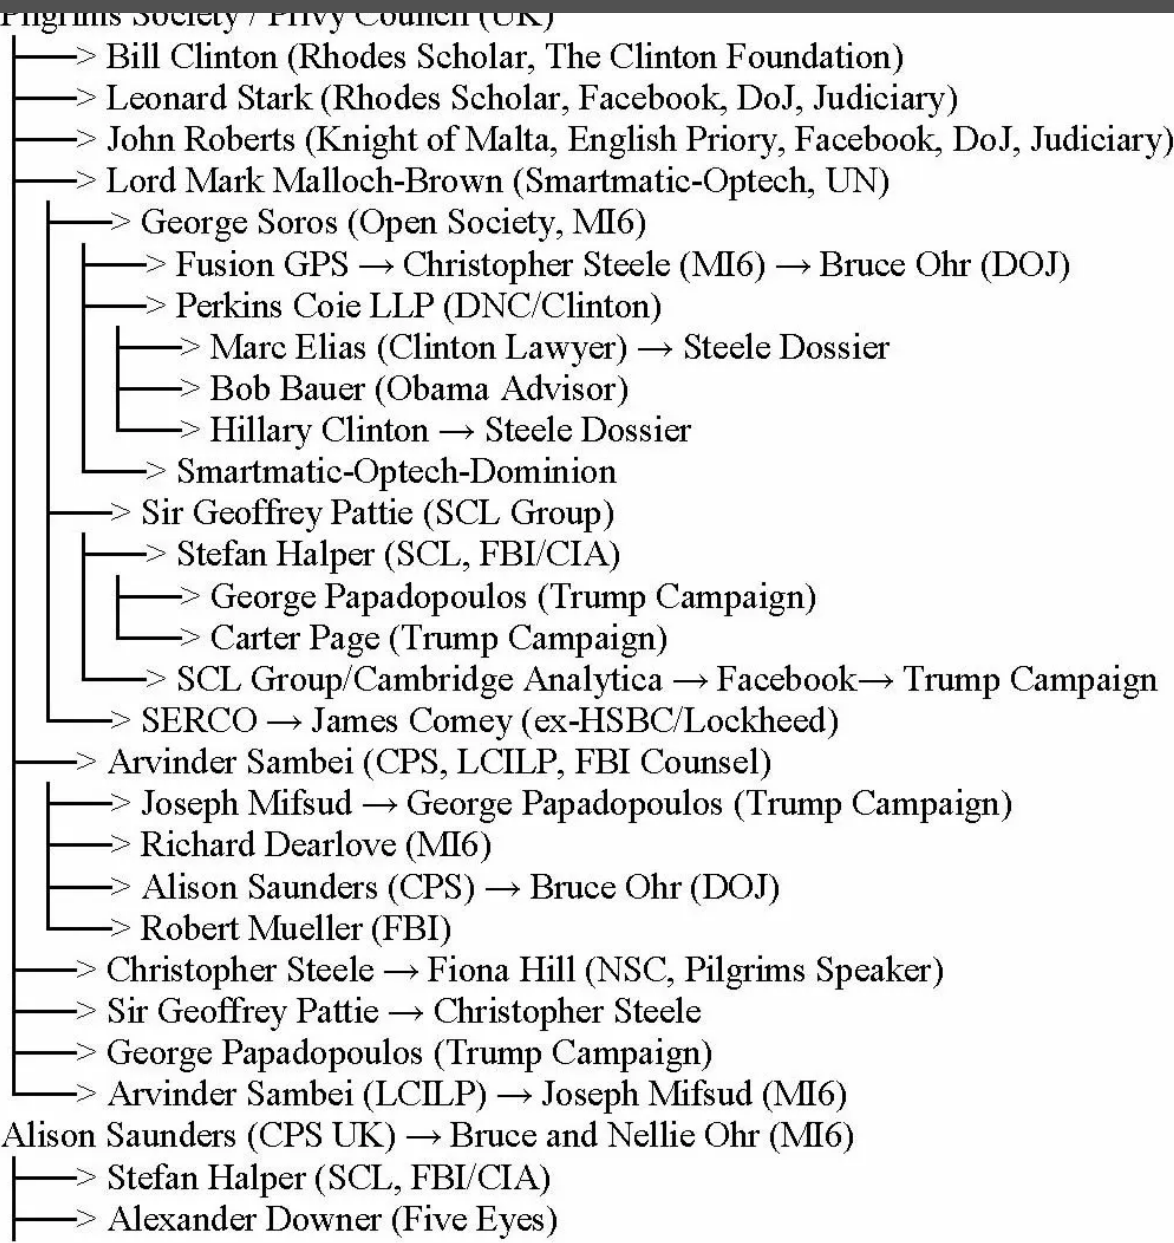 Pilgrims Society / Privy Council (UK)
> Bill Clinton (Rhodes Scholar, The Clinton Foundation)
> Leonard Stark (Rhodes Scholar, Facebook, DoJ, Judiciary)
> John Roberts (Knight of Malta, English Priory, Facebook, DoJ, Judiciary)
> Lord Mark Malloch-Brown (Smartmatic-Optech, UN)
> George Soros (Open Society, MI6)
> Fusion GPS → Christopher Steele (MI6) → Bruce Ohr (DOJ)
> Perkins Coie LLP (DNC/Clinton)
> Marc Elias (Clinton Lawyer) → Steele Dossier
> Bob Bauer (Obama Advisor)
> Hillary Clinton → Steele Dossier
> Smartmatic-Optech-Dominion
> Sir Geoffrey Pattie (SCL Group)
> Stefan Halper (SCL, FBI/CIA)
> George Papadopoulos (Trump Campaign)
> Carter Page (Trump Campaign)
> SCL Group/Cambridge Analytica → Facebook→ Trump Campaign
> SERCO → James Comey (ex-HSBC/Lockheed)
> Arvinder Sambei (CPS, LCILP, FBI Counsel)
> Joseph Mifsud → George Papadopoulos (Trump Campaign)
> Richard Dearlove (MI6)
> Alison Saunders (CPS) → Bruce Ohr (DOJ)
> Robert Mueller (FBI)
> Christopher Steele → Fiona Hill (NSC, Pilgrims Speaker)
> Sir Geoffrey Pattie → Christopher Steele
> George Papadopoulos (Trump Campaign)
> Arvinder Sambei (LCILP) → Joseph Mifsud (MI6)
Alison Saunders (CPS UK) → Bruce and Nellie Ohr (MI6)
> Stefan Halper (SCL, FBI/CIA)
> Alexander Downer (Five Eyes)